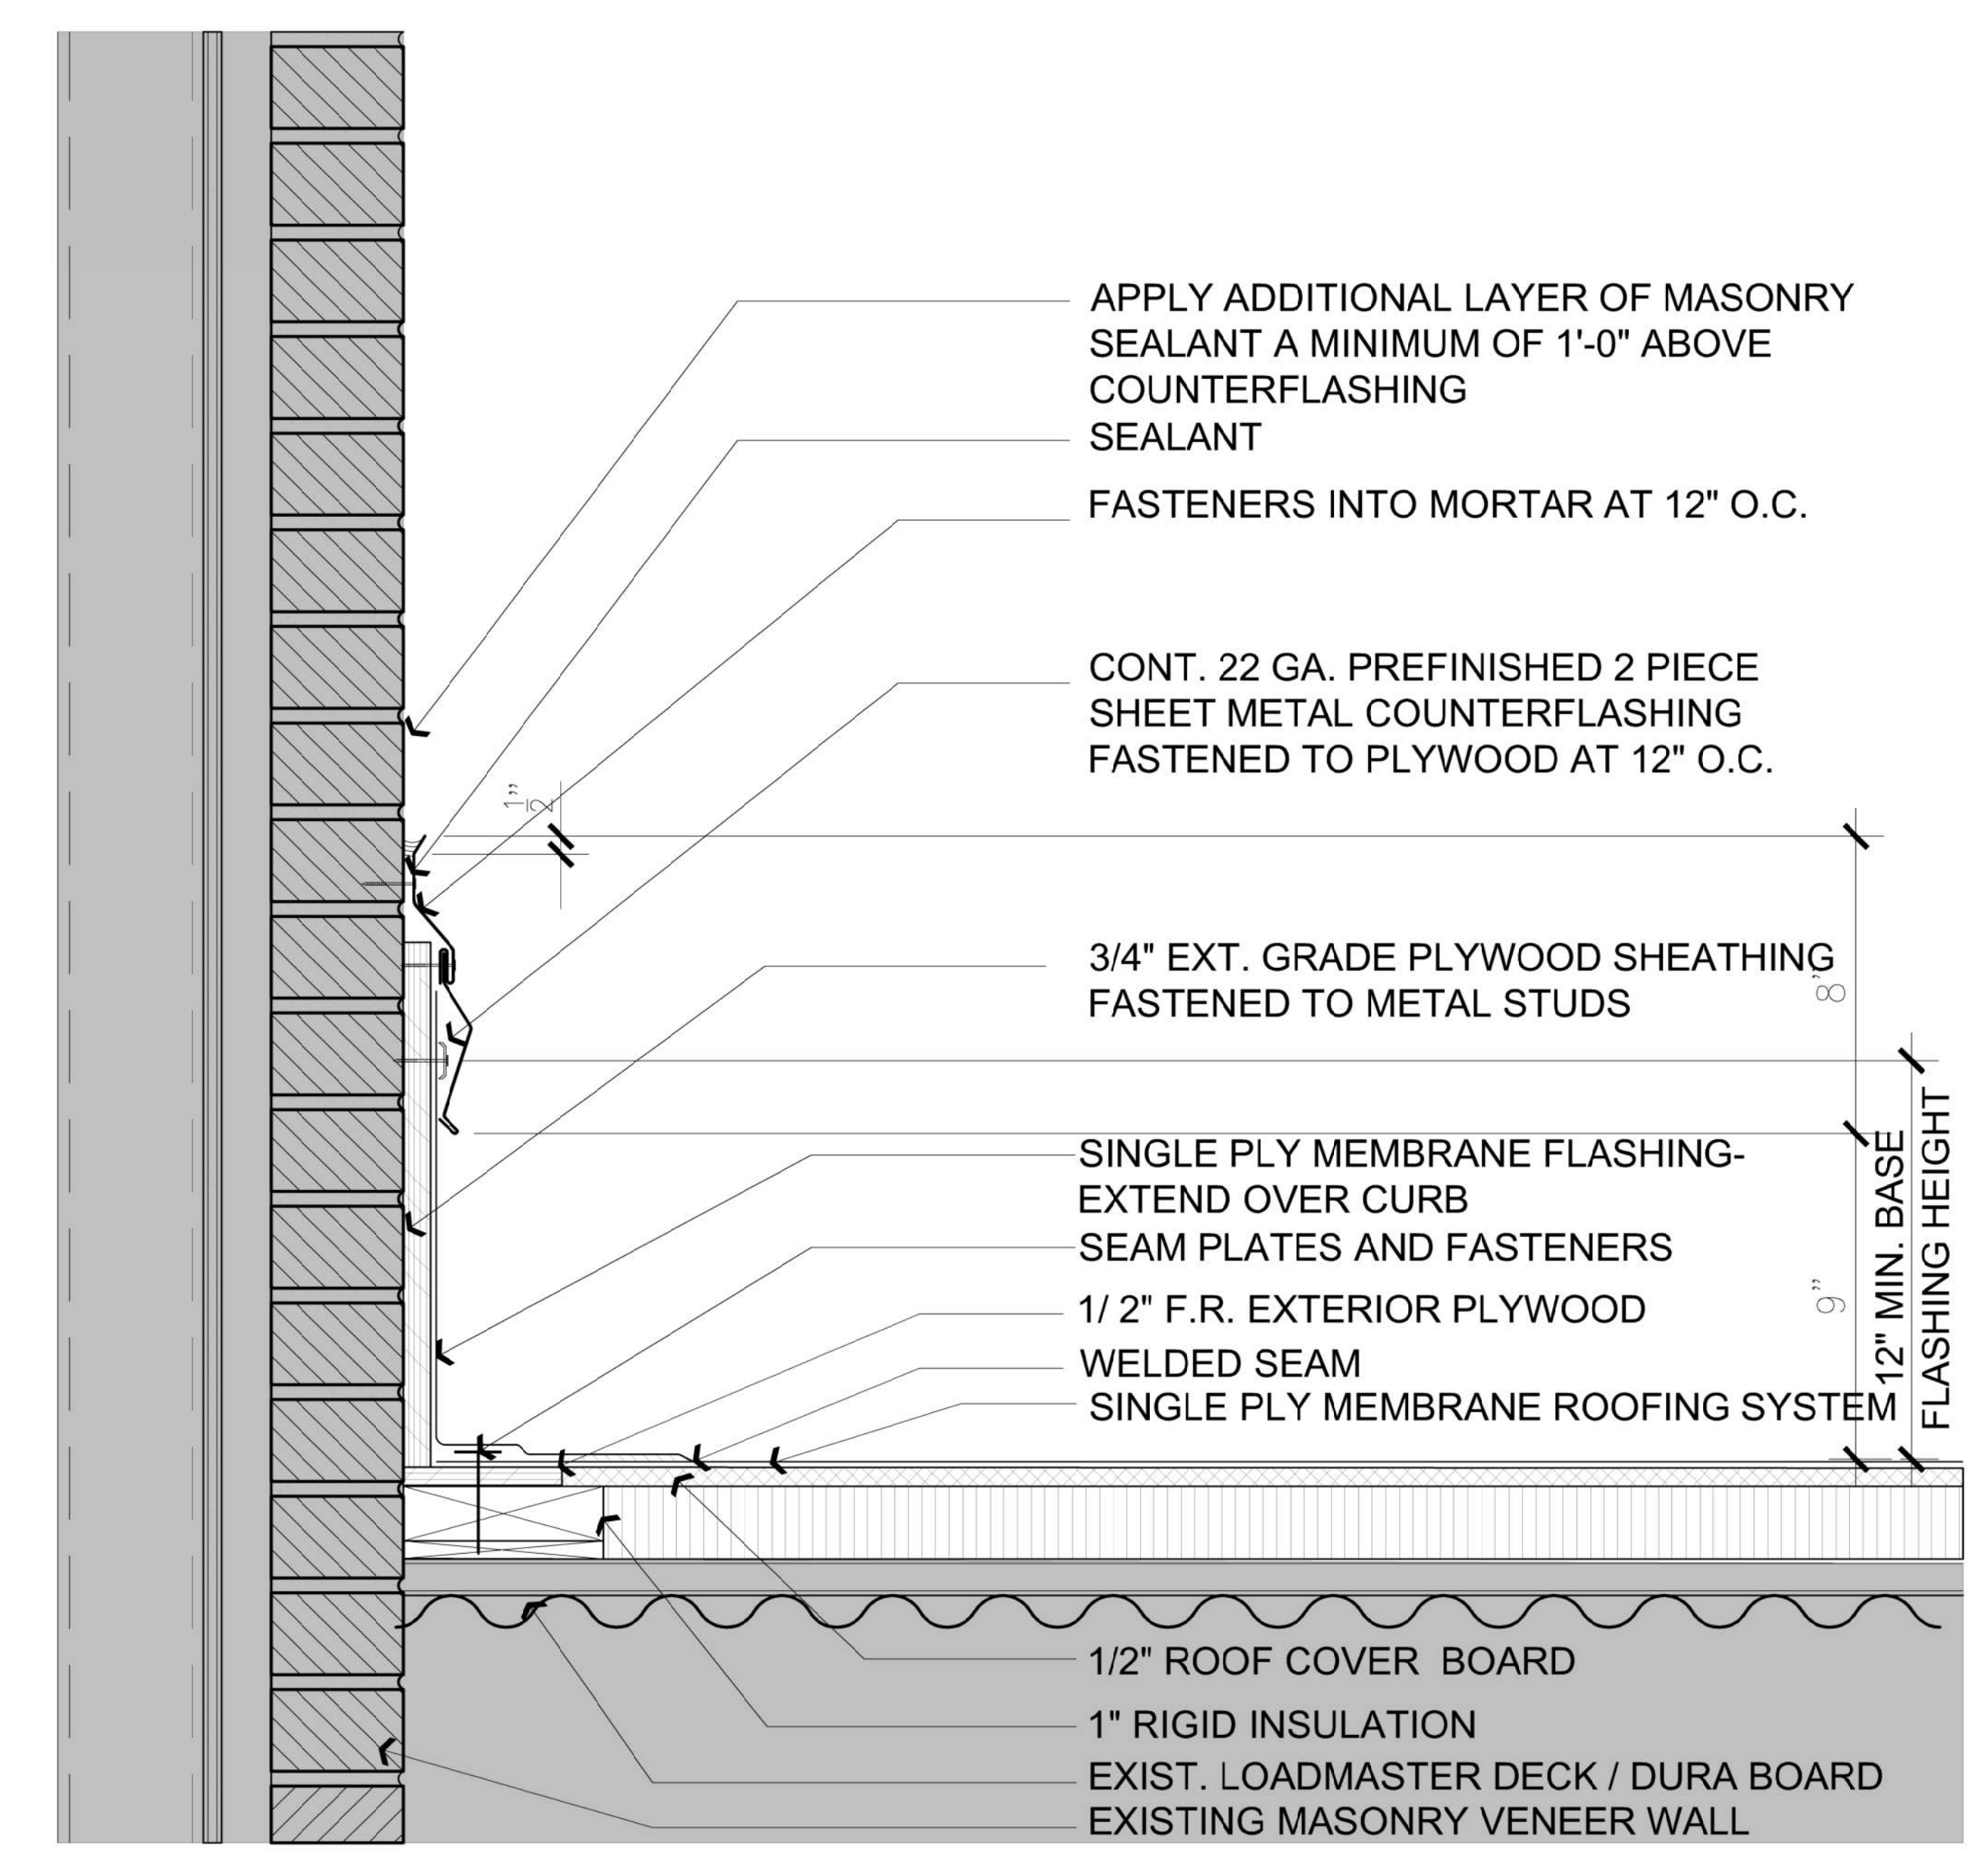 APPLY ADDITIONAL LAYER OF MASONRY
SEALANT A MINIMUM OF 1'-0" ABOVE
COUNTERFLASHING
SEALANT
FASTENERS INTO MORTAR AT 12" O.C.
CONT. 22 GA. PREFINISHED 2 PIECE
SHEET METAL COUNTERFLASHING
FASTENED TO PLYWOOD AT 12" O.C.
1/2"
3/4" EXT. GRADE PLYWOOD SHEATHING
FASTENED TO METAL STUDS
8"
SINGLE PLY MEMBRANE FLASHING-
EXTEND OVER CURB
SEAM PLATES AND FASTENERS
1/ 2" F.R. EXTERIOR PLYWOOD
WELDED SEAM
SINGLE PLY MEMBRANE ROOFING SYSTEM
9"
12" MIN. BASE
FLASHING HEIGHT
1/2" ROOF COVER BOARD
1" RIGID INSULATION
EXIST. LOADMASTER DECK / DURA BOARD
EXISTING MASONRY VENEER WALL